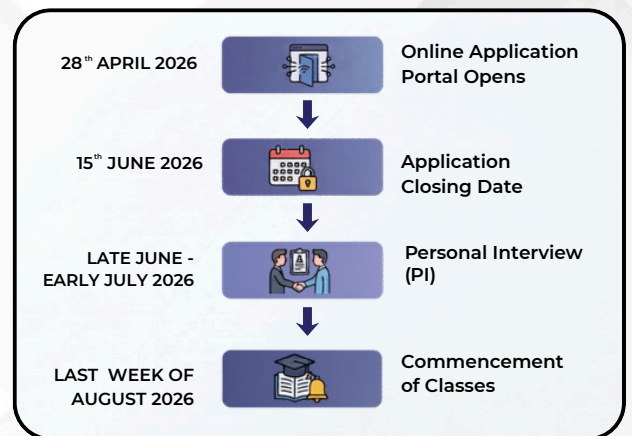 28th APRIL 2026
Online Application
Portal Opens
15th JUNE 2026
Application
Closing Date
LATE JUNE -
EARLY JULY 2026
Personal Interview
(PI)
LAST WEEK OF
AUGUST 2026
Commencement
of Classes